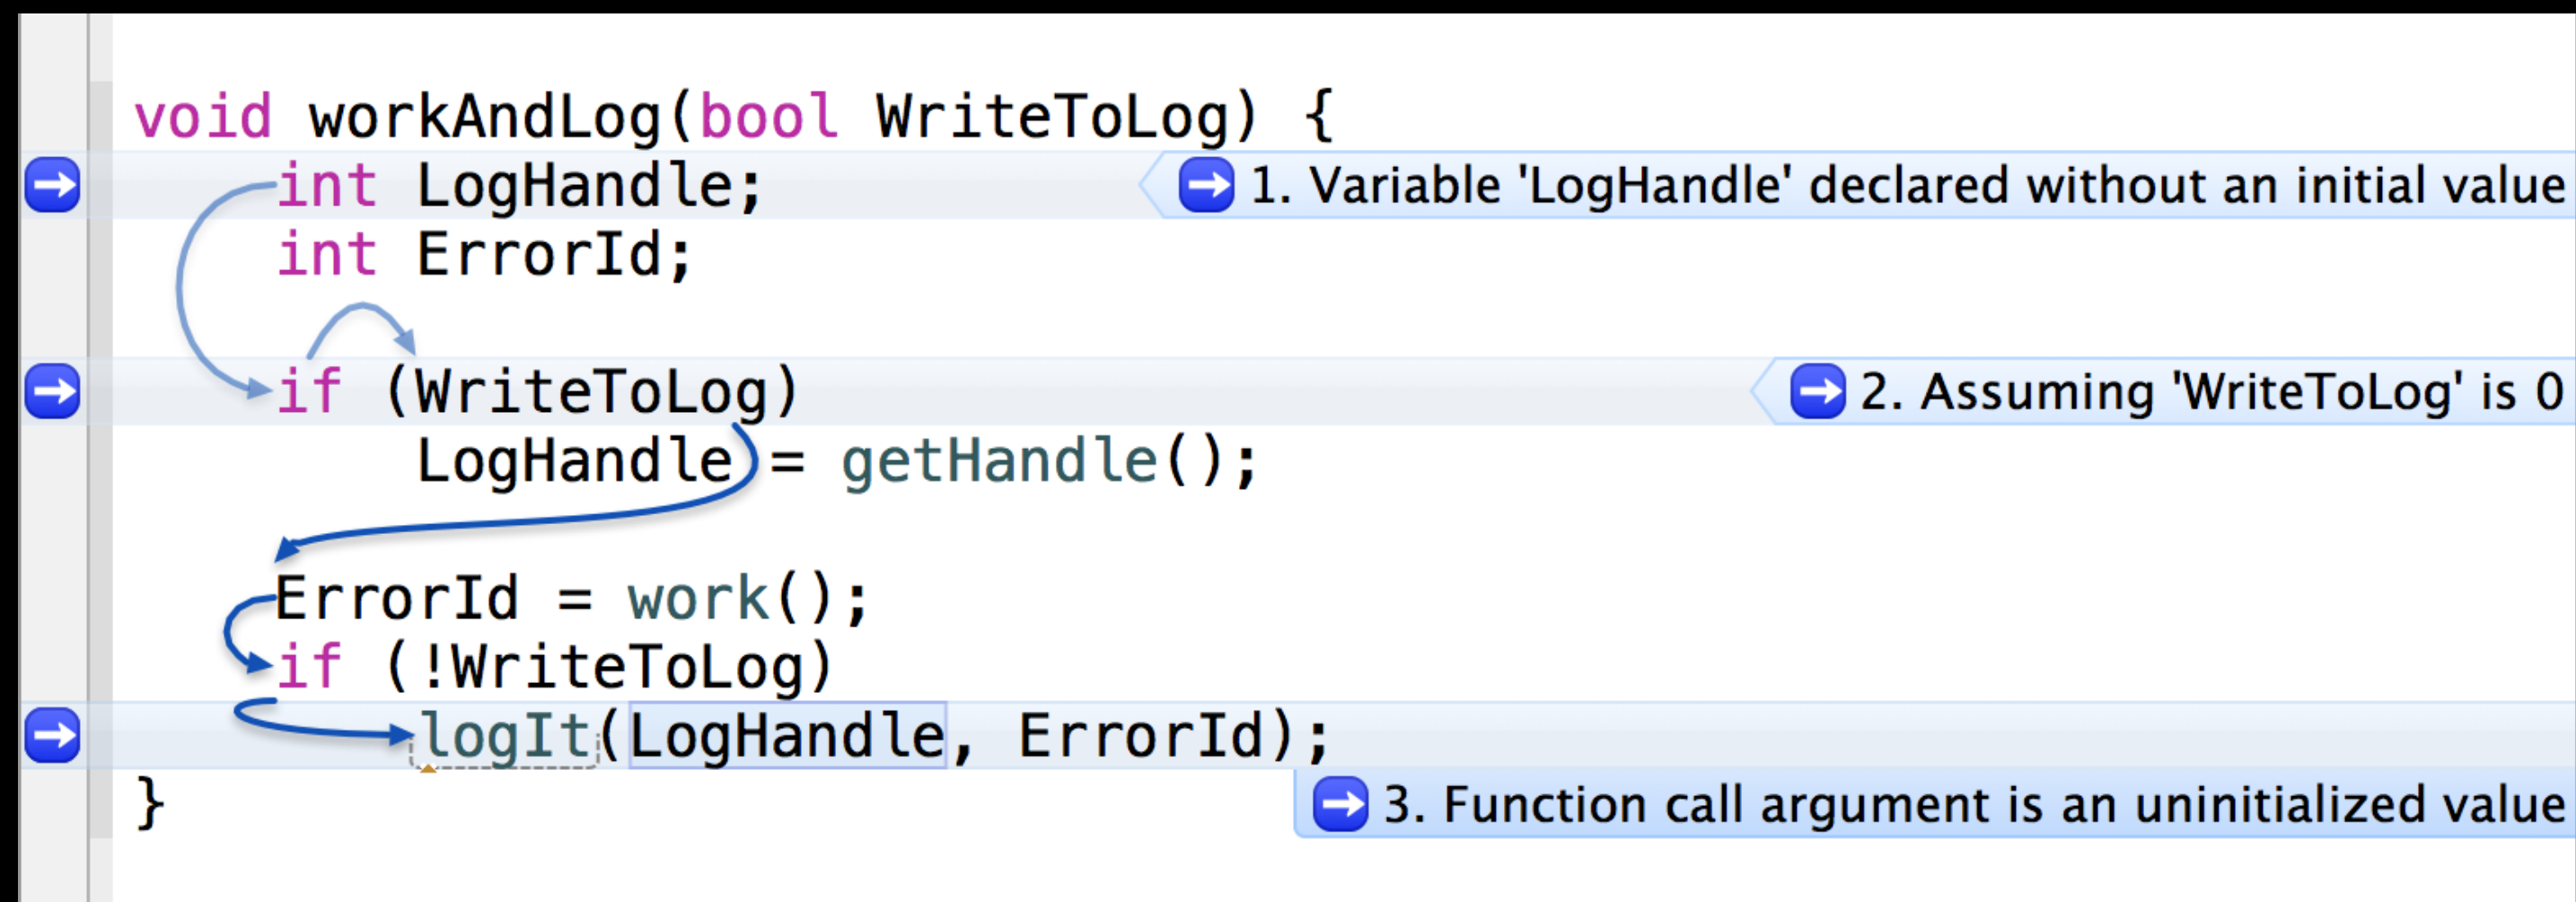 void workAndLog(bool WriteToLog) {
int LogHandle; 1. Variable 'LogHandle' declared without an initial value
int ErrorId;
if (WriteToLog) 2. Assuming 'WriteToLog' is 0
LogHandle = getHandle();
ErrorId = work();
if (!WriteToLog)
logIt(LogHandle, ErrorId);
} 3. Function call argument is an uninitialized value